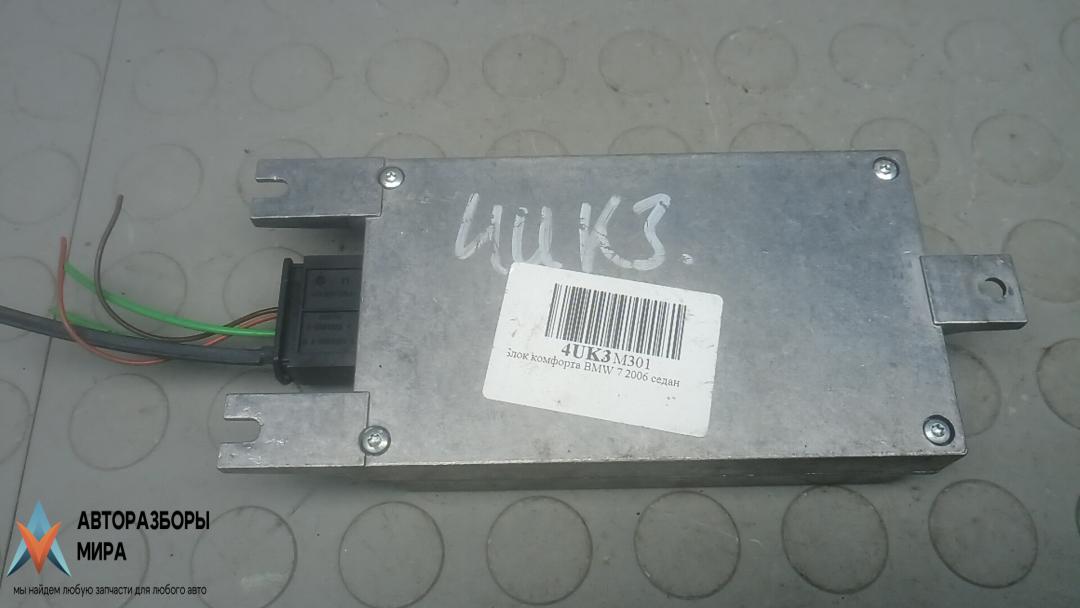 4UK3.
4UK3M301
блок комфорта BMW 7 2006 седан
АВТОРАЗБОРЫ
МИРА
мы найдем любую запчасти для любого авто